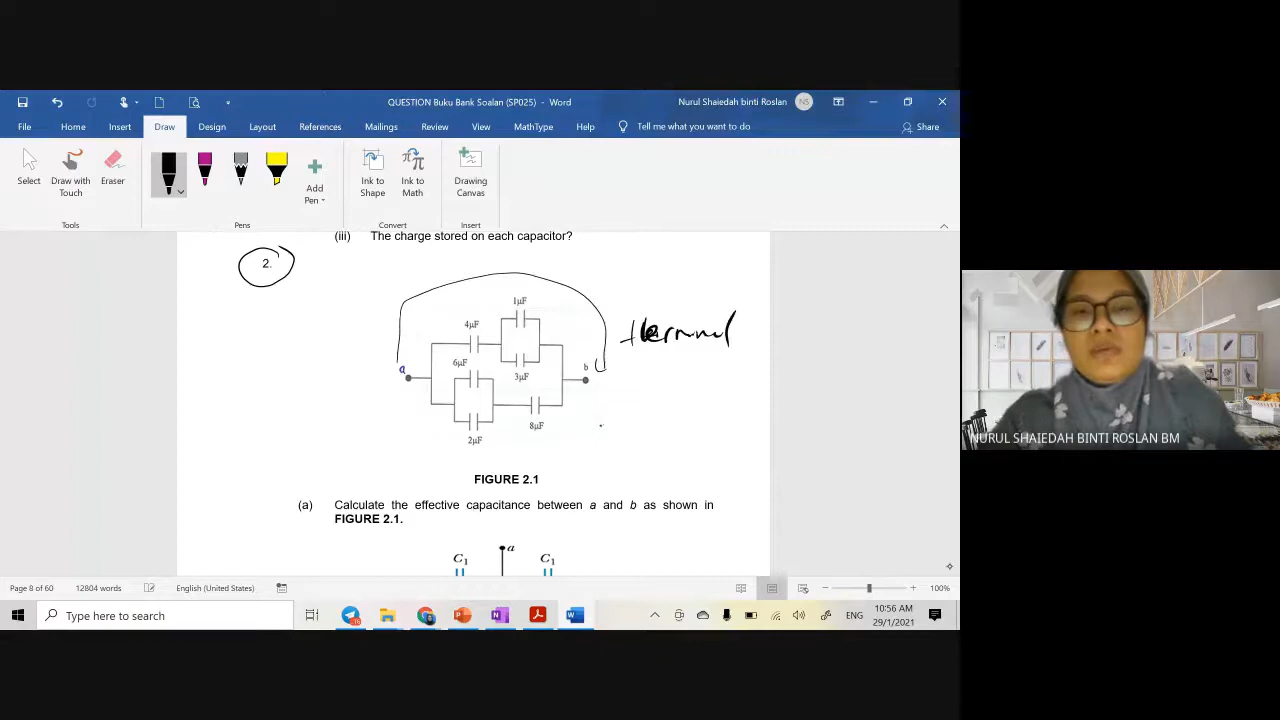 QUESTION Buku Bank Soalan (SP025) - Word
Nurul Shaiedah binti Roslan NS
File Home Insert Draw Design Layout References Mailings Review View MathType Help Tell me what you want to do Share
Select
Draw with Touch
Eraser
Add Pen
Ink to Shape
Ink to Math
Drawing Canvas
Tools Pens Convert Insert
(iii) The charge stored on each capacitor?
2.
1μF
4μF
6μF
3μF
a
b
2μF
8μF
FIGURE 2.1
(a) Calculate the effective capacitance between a and b as shown in
FIGURE 2.1.
C1 a C1
NURUL SHAIEDAH BINTI ROSLAN BM
Page 8 of 60 12804 words English (United States) 100%
Type here to search
16
ENG
10:56 AM
29/1/2021